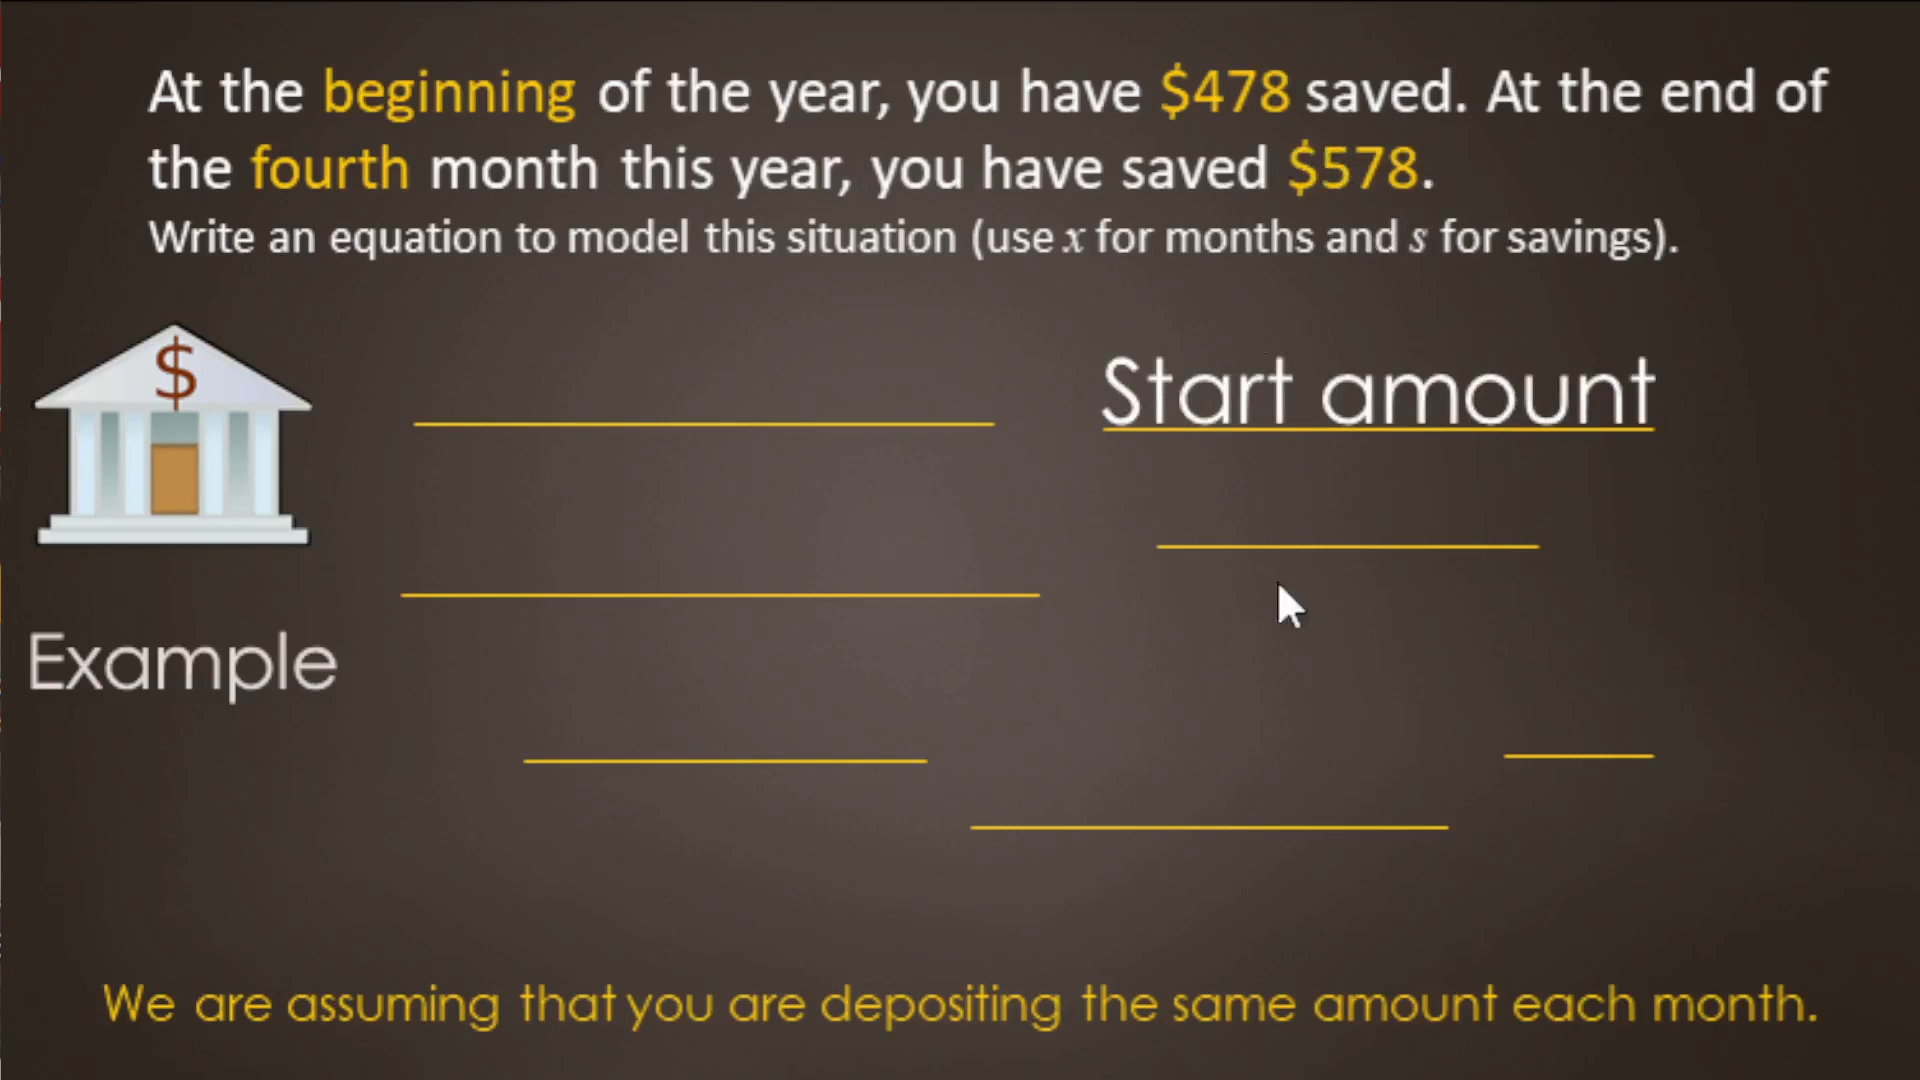 At the beginning of the year, you have $478 saved. At the end of
the fourth month this year, you have saved $578.
Write an equation to model this situation (use x for months and s for savings).
$
Start amount
Example
We are assuming that you are depositing the same amount each month.